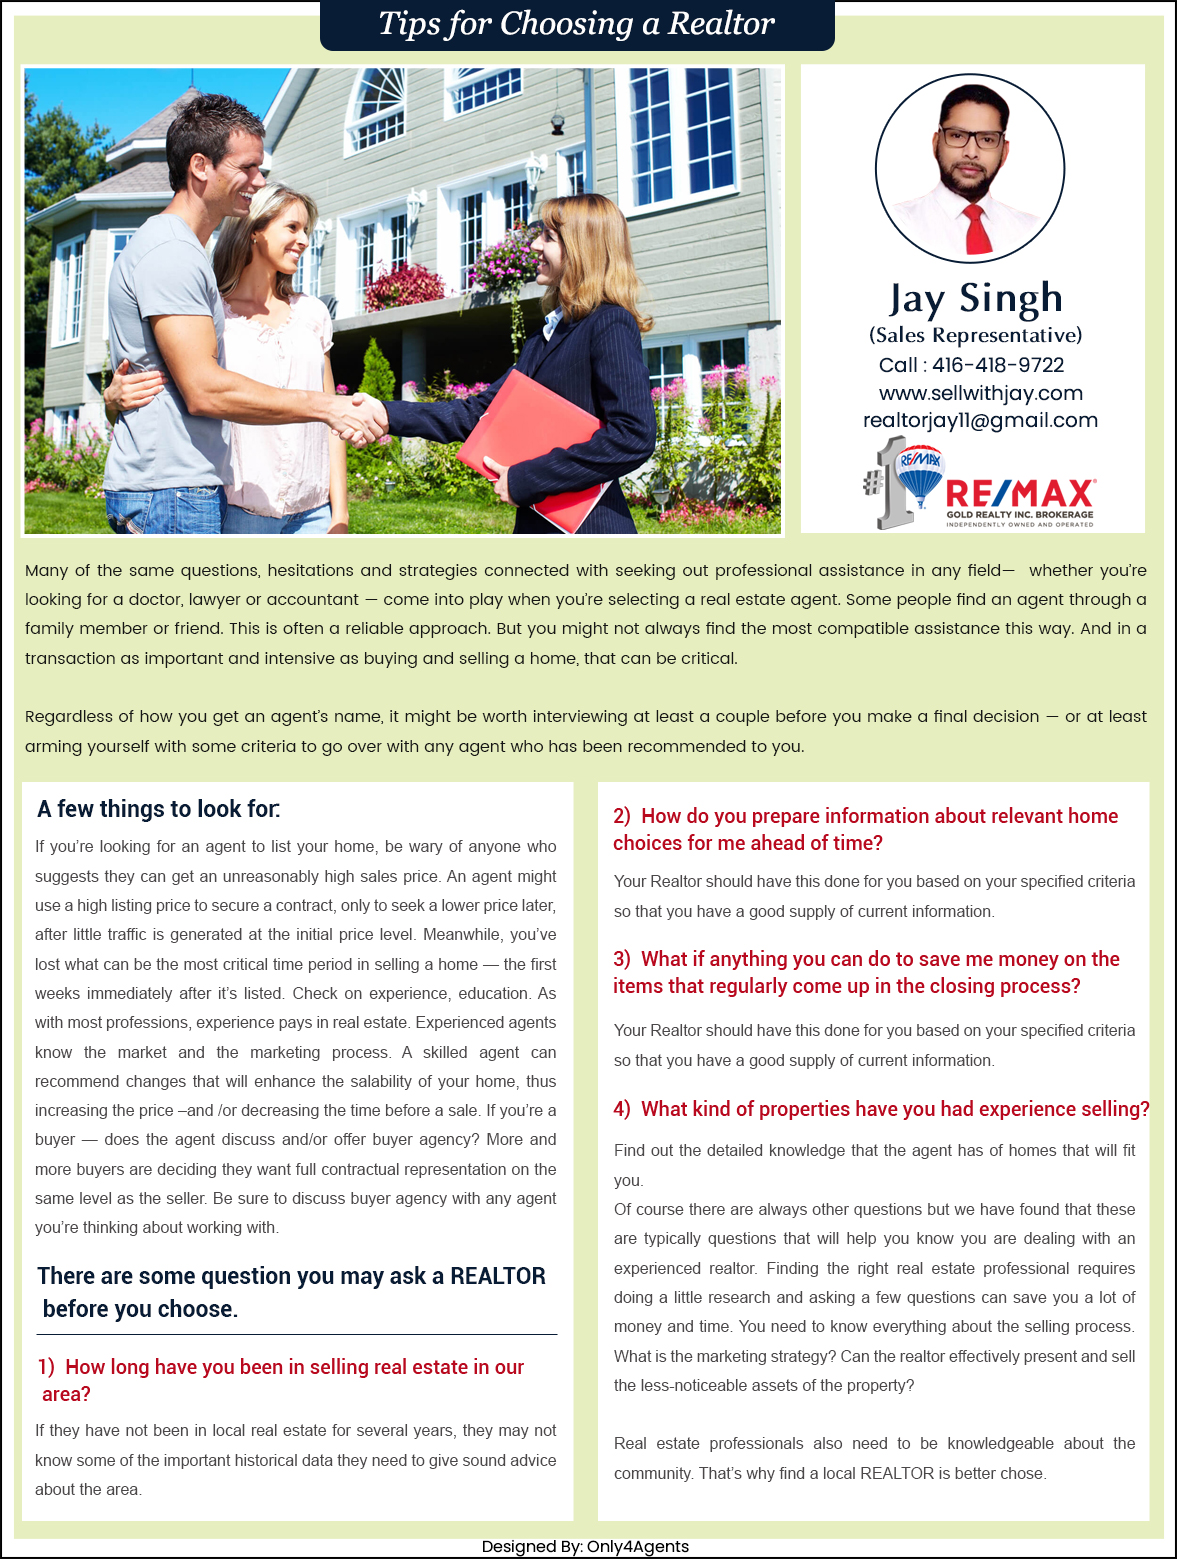 Tips for Choosing a Realtor
Jay Singh
(Sales Representative)
Call : 416-418-9722
www.sellwithjay.com
realtorjay11@gmail.com
#1
RE/MAX
RE/MAX®
GOLD REALTY INC. BROKERAGE
INDEPENDENTLY OWNED AND OPERATED
Many of the same questions, hesitations and strategies connected with seeking out professional assistance in any field— whether you're
looking for a doctor, lawyer or accountant — come into play when you're selecting a real estate agent. Some people find an agent through a
family member or friend. This is often a reliable approach. But you might not always find the most compatible assistance this way. And in a
transaction as important and intensive as buying and selling a home, that can be critical.
Regardless of how you get an agent's name, it might be worth interviewing at least a couple before you make a final decision — or at least
arming yourself with some criteria to go over with any agent who has been recommended to you.
A few things to look for:
If you're looking for an agent to list your home, be wary of anyone who
suggests they can get an unreasonably high sales price. An agent might
use a high listing price to secure a contract, only to seek a lower price later,
after little traffic is generated at the initial price level. Meanwhile, you've
lost what can be the most critical time period in selling a home — the first
weeks immediately after it's listed. Check on experience, education. As
with most professions, experience pays in real estate. Experienced agents
know the market and the marketing process. A skilled agent can
recommend changes that will enhance the salability of your home, thus
increasing the price –and /or decreasing the time before a sale. If you're a
buyer — does the agent discuss and/or offer buyer agency? More and
more buyers are deciding they want full contractual representation on the
same level as the seller. Be sure to discuss buyer agency with any agent
you're thinking about working with.
There are some question you may ask a REALTOR
before you choose.
1) How long have you been in selling real estate in our
area?
If they have not been in local real estate for several years, they may not
know some of the important historical data they need to give sound advice
about the area.
2) How do you prepare information about relevant home
choices for me ahead of time?
Your Realtor should have this done for you based on your specified criteria
so that you have a good supply of current information.
3) What if anything you can do to save me money on the
items that regularly come up in the closing process?
Your Realtor should have this done for you based on your specified criteria
so that you have a good supply of current information.
4) What kind of properties have you had experience selling?
Find out the detailed knowledge that the agent has of homes that will fit
you.
Of course there are always other questions but we have found that these
are typically questions that will help you know you are dealing with an
experienced realtor. Finding the right real estate professional requires
doing a little research and asking a few questions can save you a lot of
money and time. You need to know everything about the selling process.
What is the marketing strategy? Can the realtor effectively present and sell
the less-noticeable assets of the property?
Real estate professionals also need to be knowledgeable about the
community. That's why find a local REALTOR is better chose.
Designed By: Only4Agents